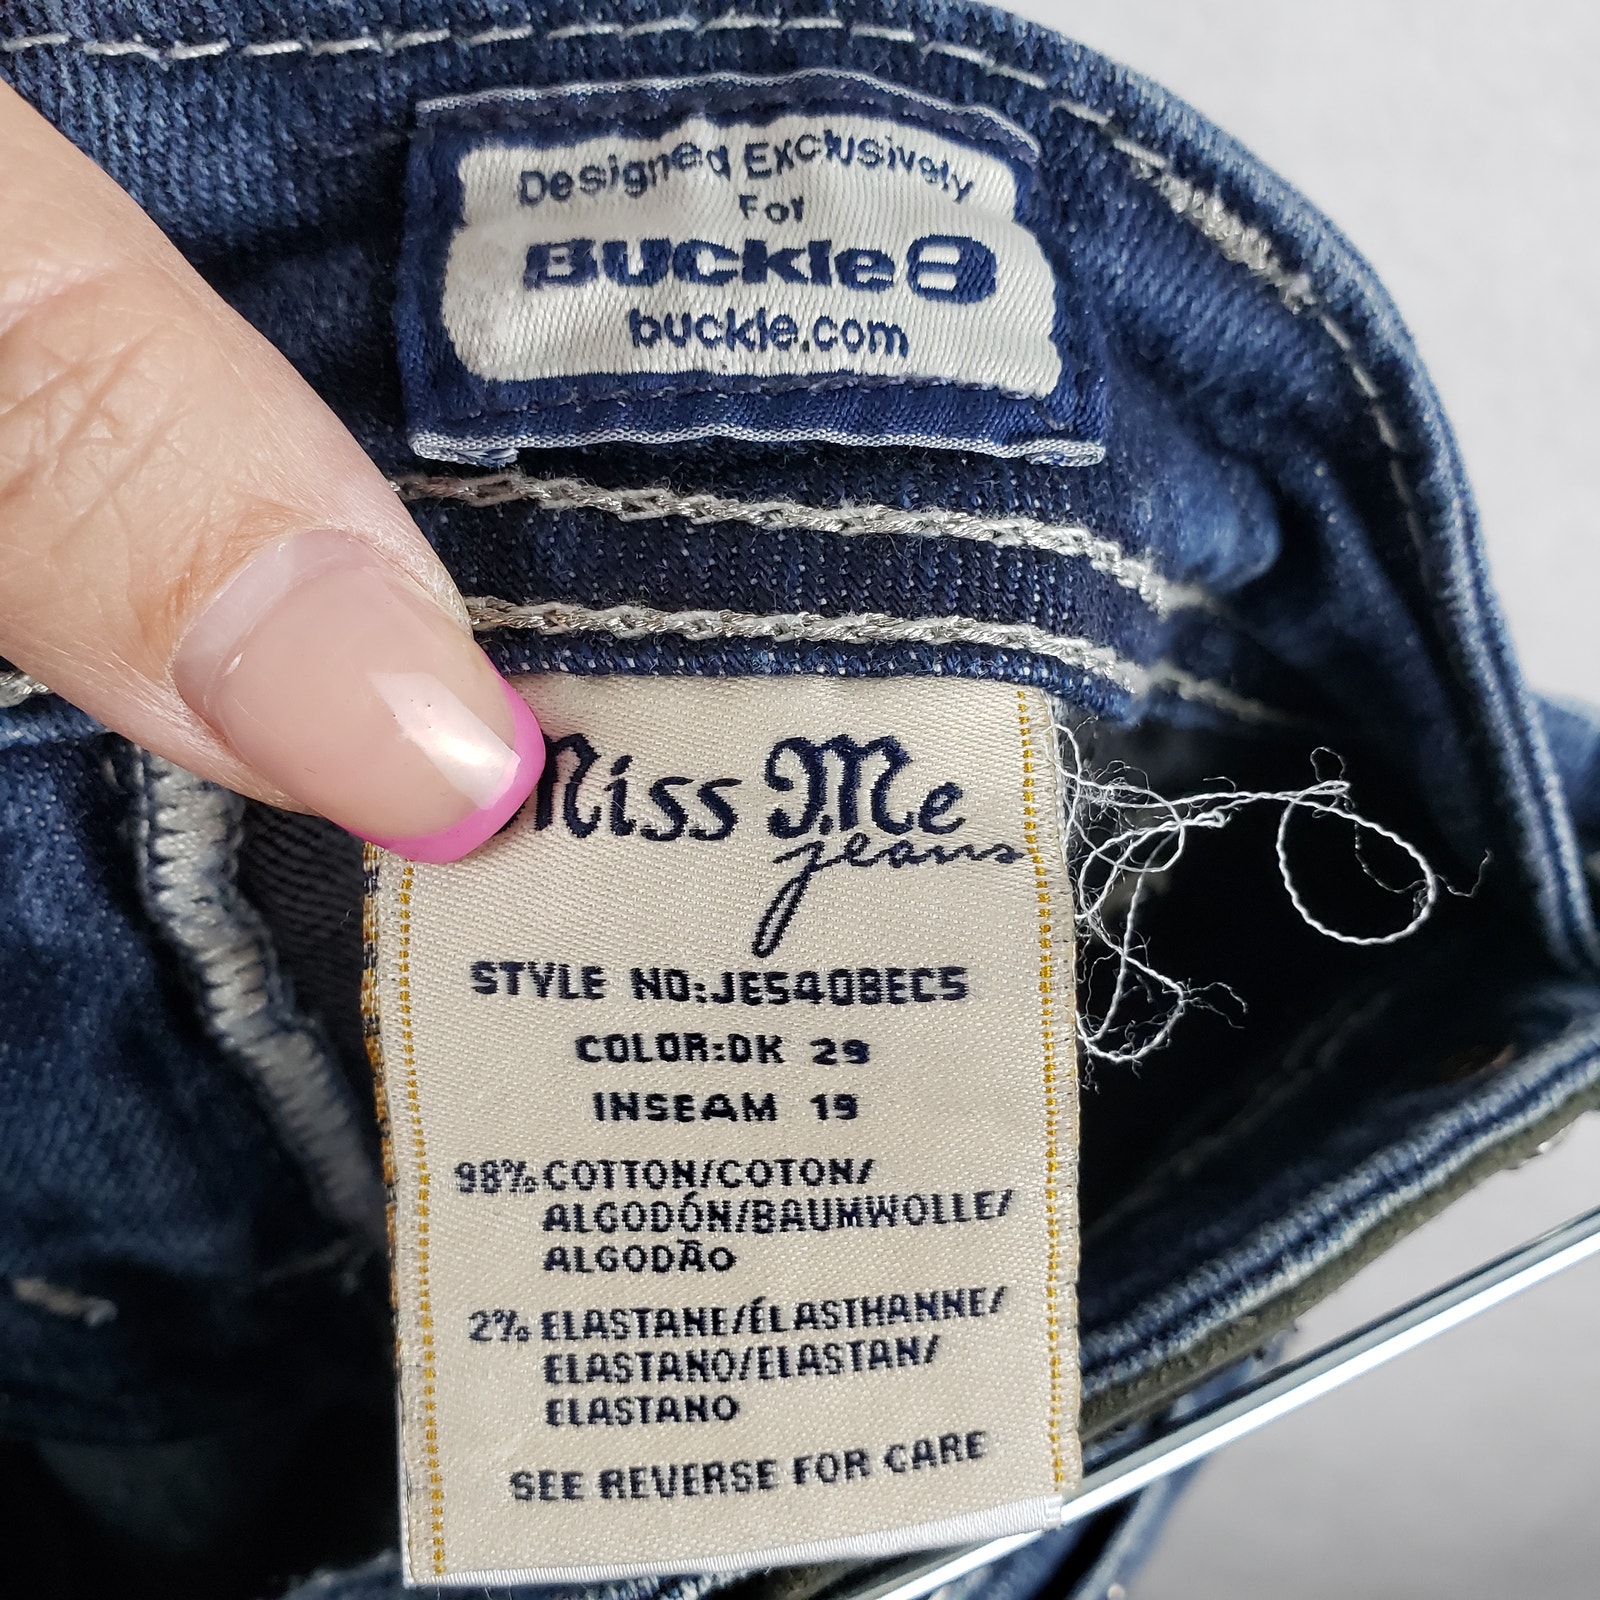 Designed Exclusively
For
BUCKle B
buckle.com
Miss Me
jeans
STYLE NO:JES40BEC5
COLOR:DK 29
INSEAM 19
98% COTTON/COTON/
ALGODÓN/BAUMWOLLE/
ALGODÃO
2% ELASTANE/ÉLASTHANNE/
ELASTANO/ELASTAN/
ELASTANO
SEE REVERSE FOR CARE